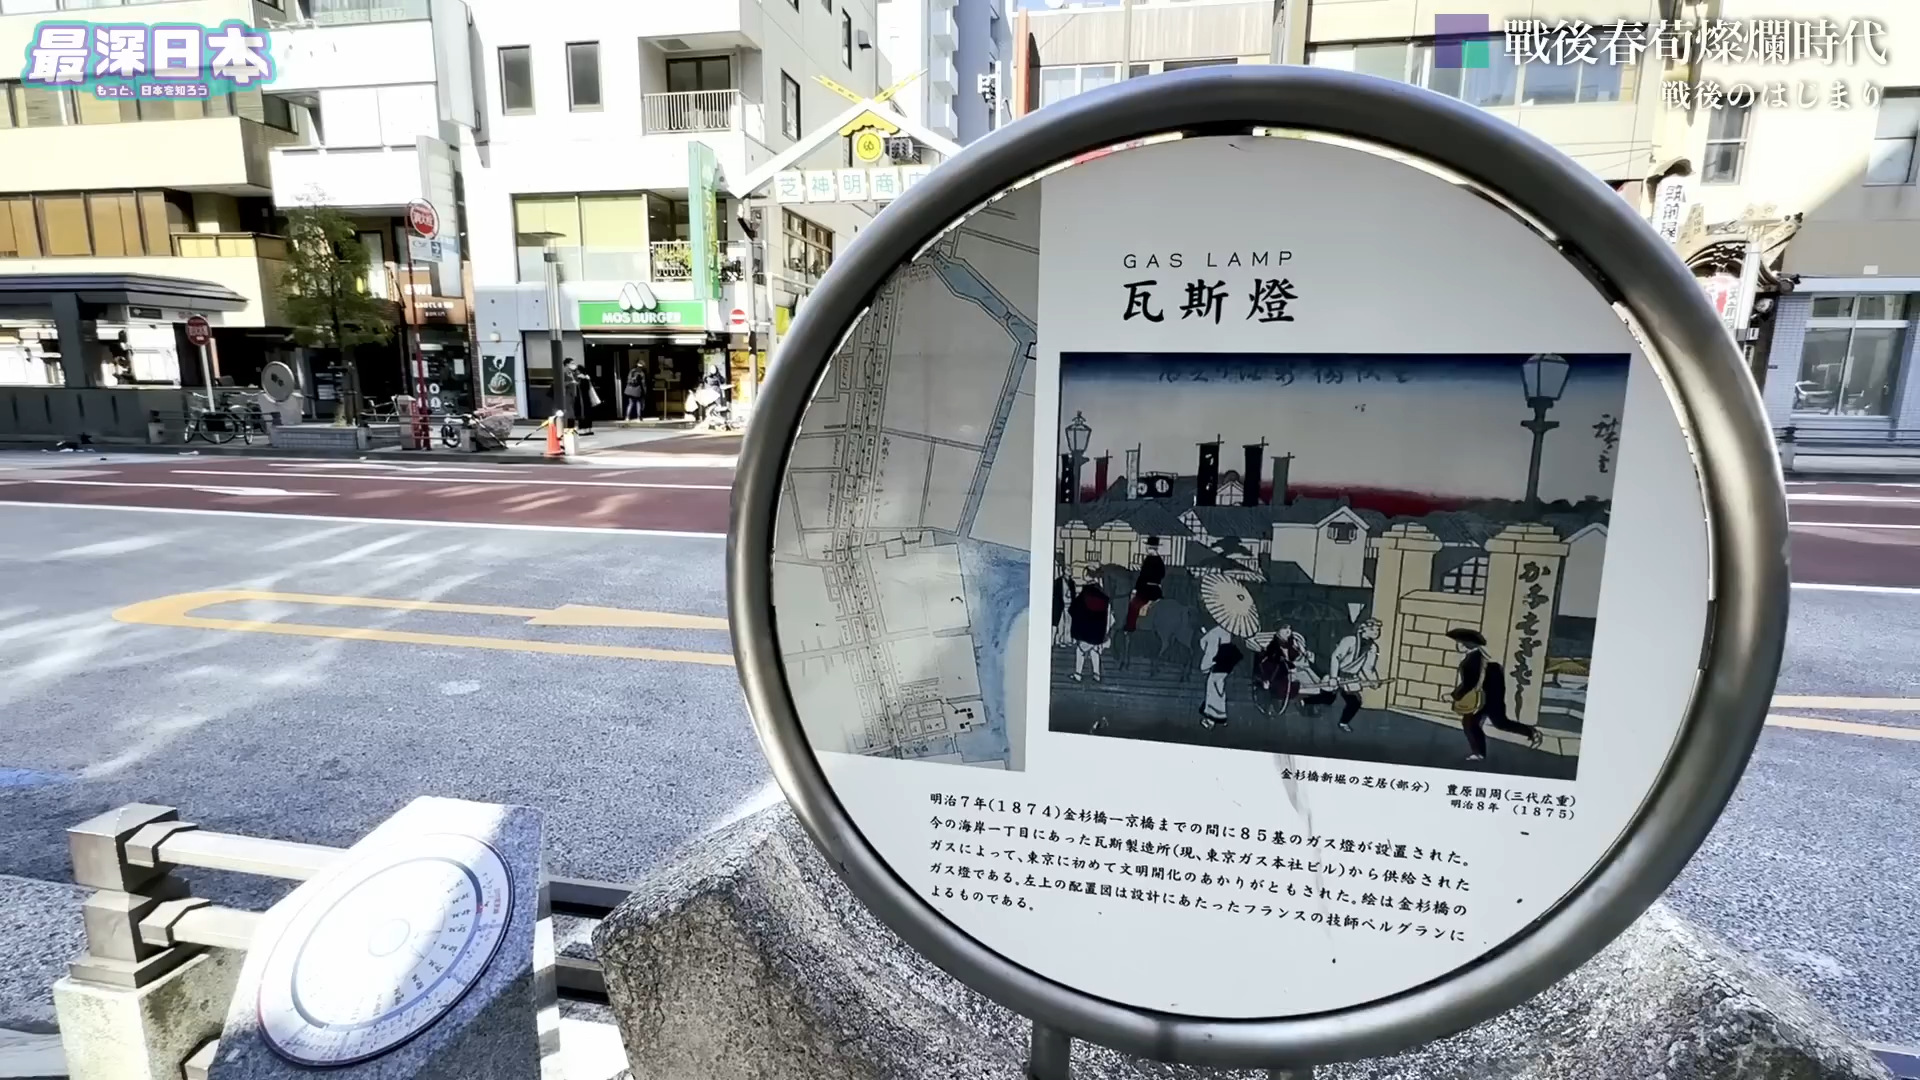 最深日本
もっと、日本を知ろう
戰後春荀燦爛時代
戦後のはじまり
芝神明商店
MOS BURGER
GAS LAMP
瓦斯燈
金杉橋新堀の芝居(部分) 豊原国周(三代広重)
明治8年 (1875)
明治7年(1874)金杉橋ー京橋までの間に85基のガス燈が設置された。
今の海岸一丁目にあった瓦斯製造所(現、東京ガス本社ビル)から供給された
ガスによって、東京に初めて文明開化のあかりがともされた。絵は金杉橋の
ガス燈である。左上の配置図は設計にあたったフランスの技師ペルグランに
よるものである。